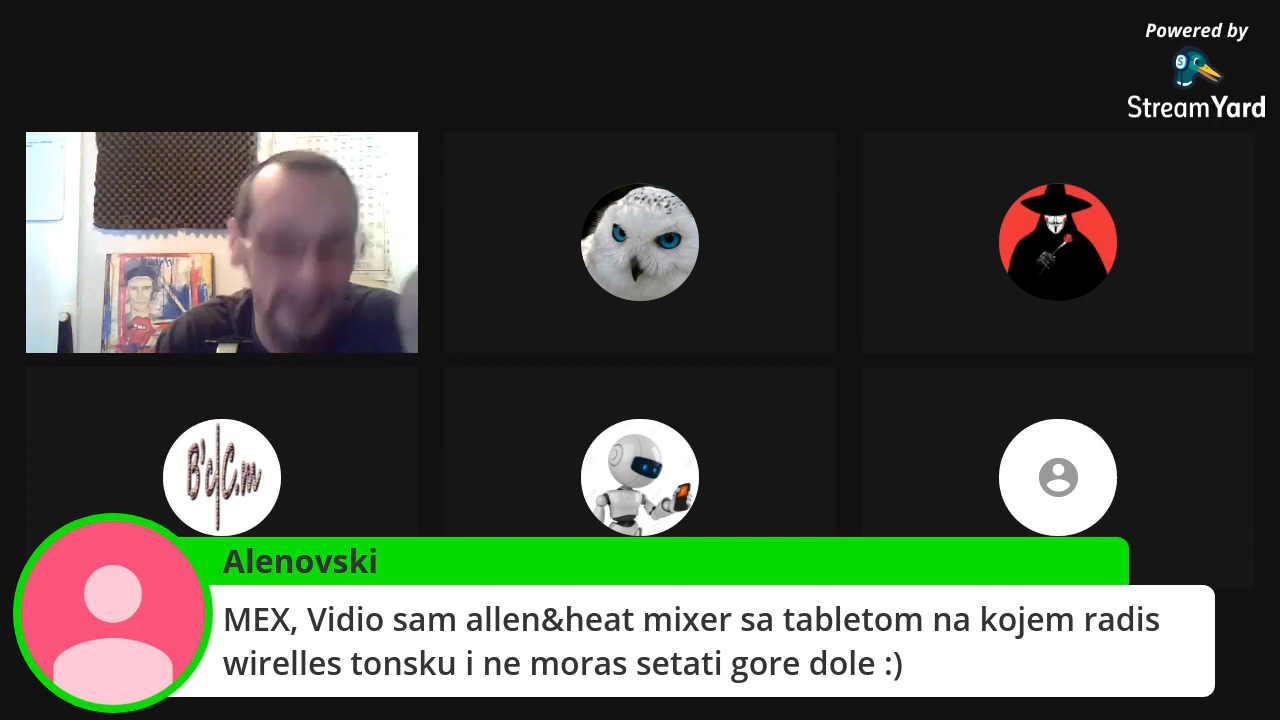 Powered by
StreamYard
B'c|C.m
Alenovski
MEX, Vidio sam allen&heat mixer sa tabletom na kojem radis
wirelles tonsku i ne moras setati gore dole :)